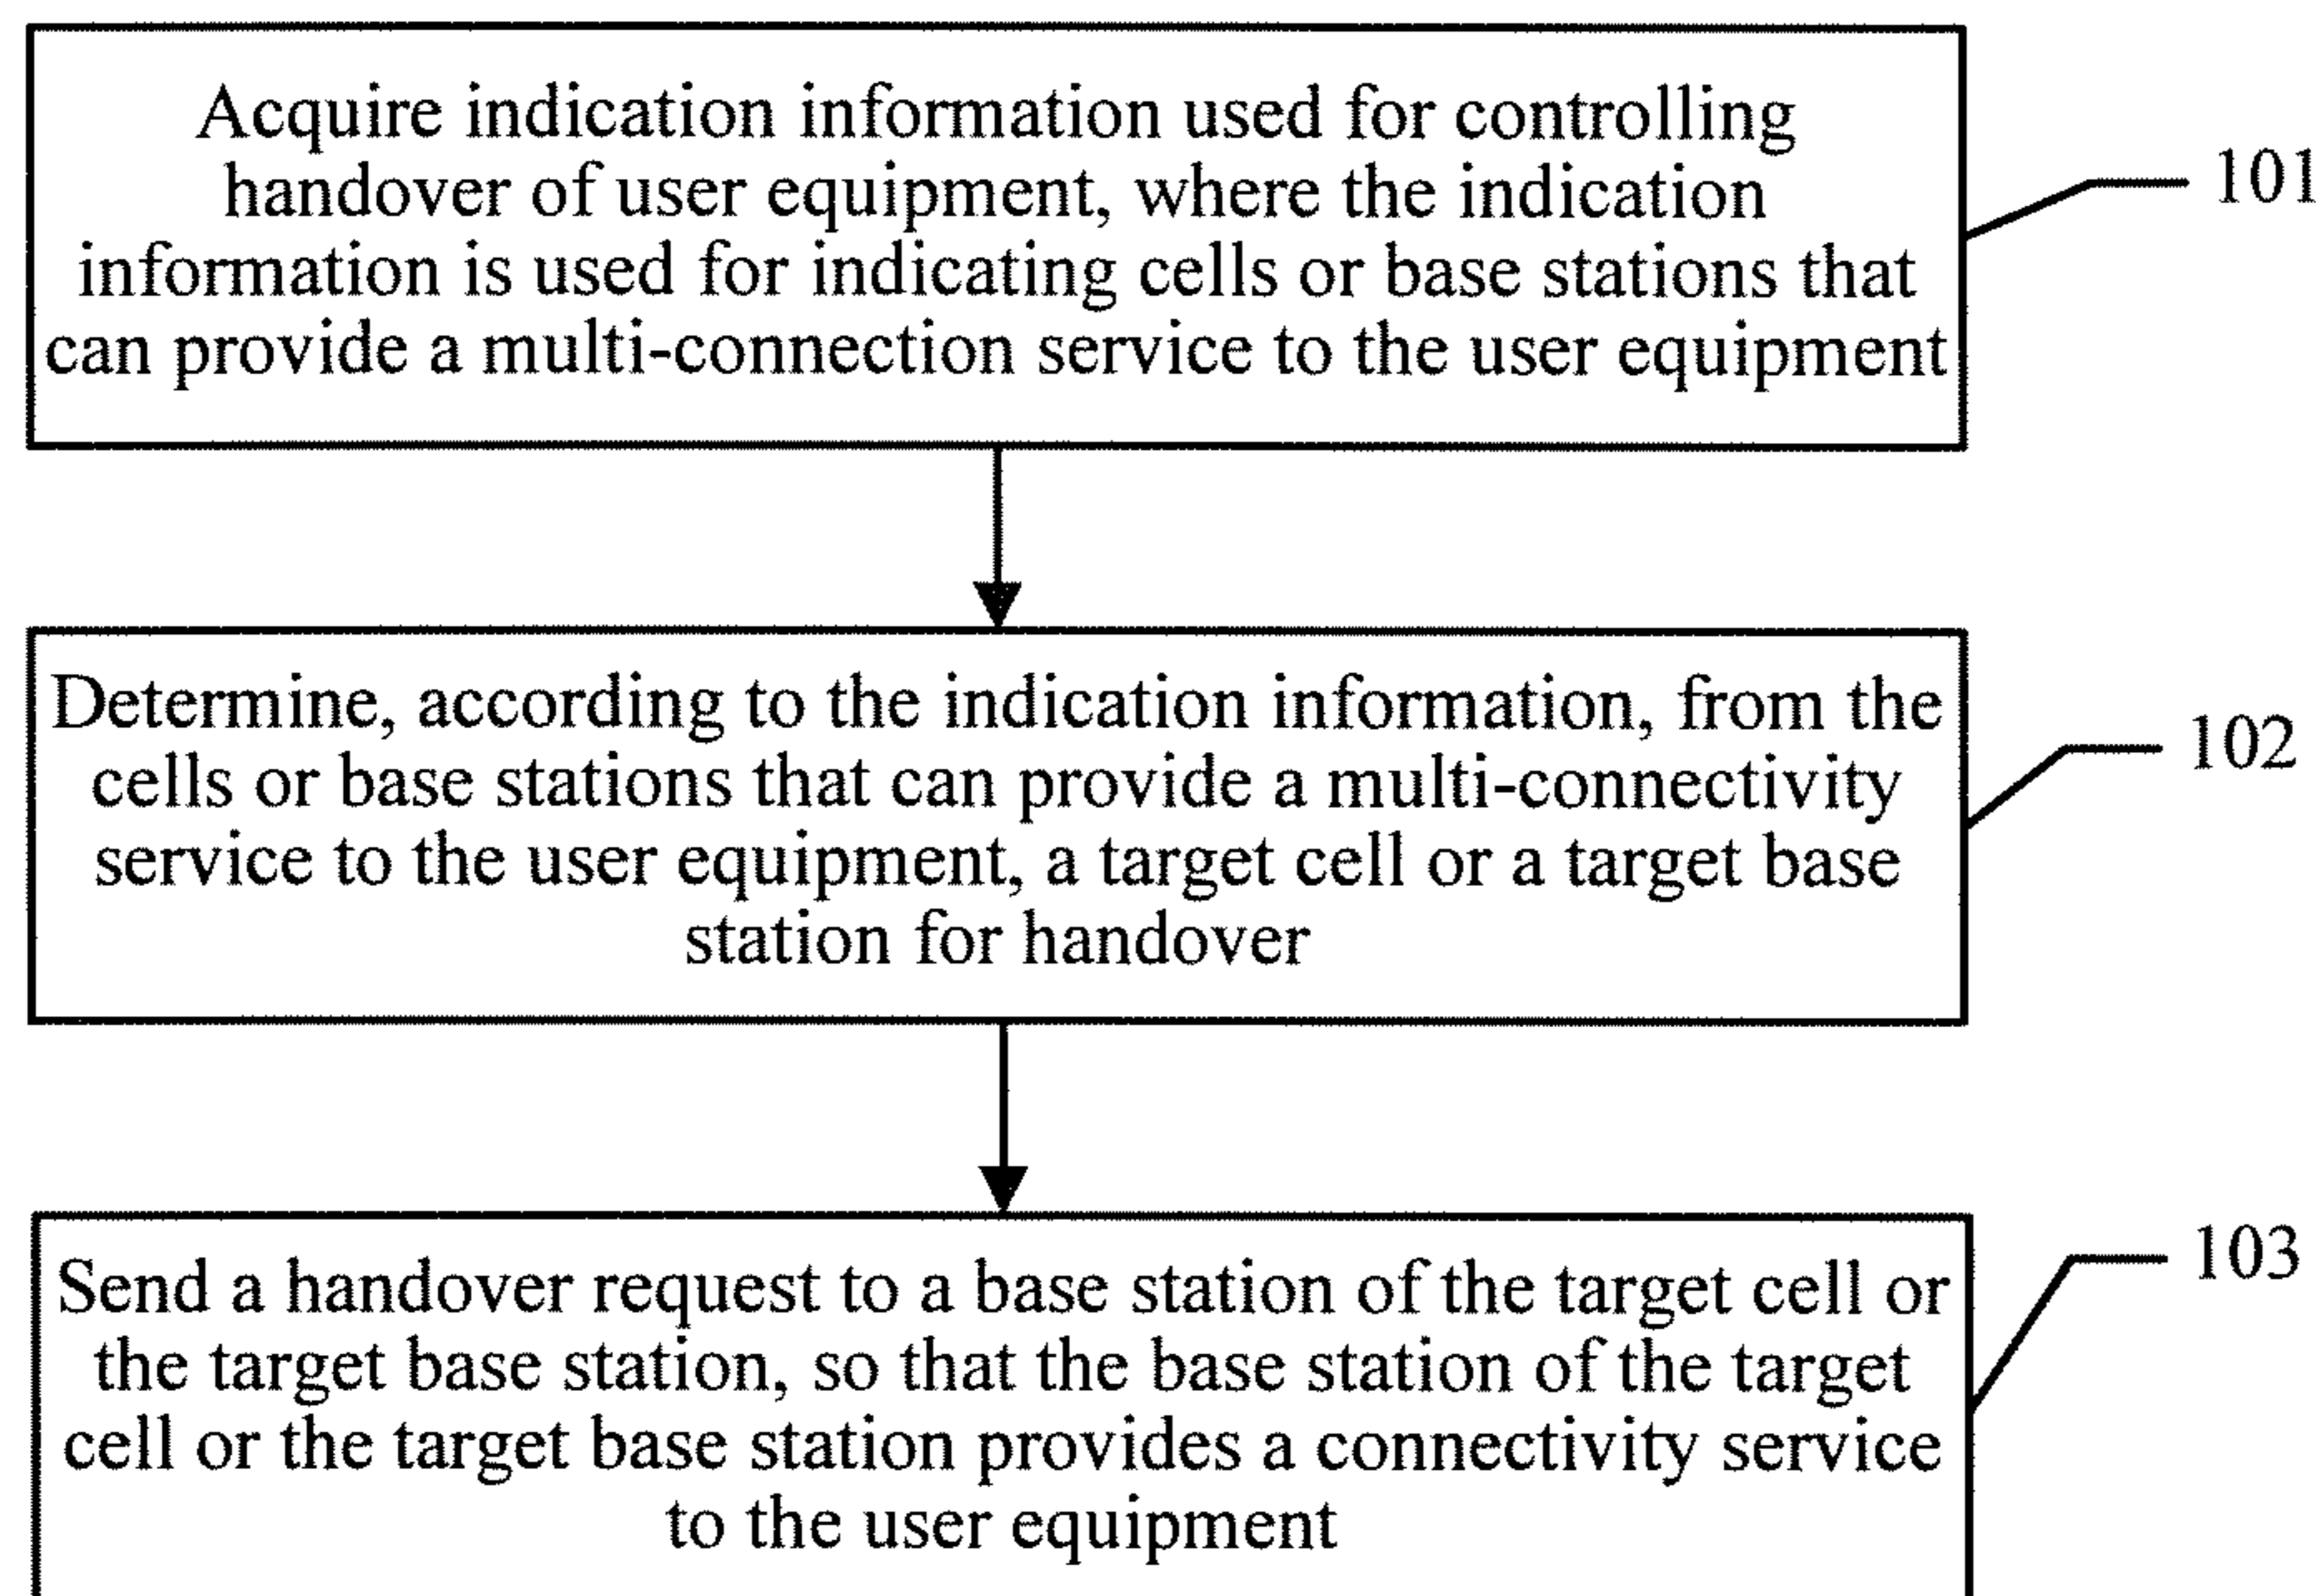 Acquire indication information used for controlling
handover of user equipment, where the indication
information is used for indicating cells or base stations that
can provide a multi-connection service to the user equipment
101
Determine, according to the indication information, from the
cells or base stations that can provide a multi-connectivity
service to the user equipment, a target cell or a target base
station for handover
102
Send a handover request to a base station of the target cell or
the target base station, so that the base station of the target
cell or the target base station provides a connectivity service
to the user equipment
103